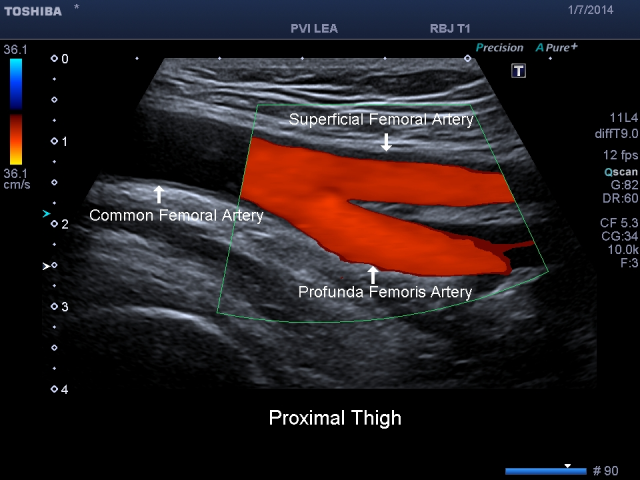 TOSHIBA *
1/7/2014
PVI LEA RBJ T1
Precision A Pure+
T
36.1
36.1
cm/s
0
1
2
3
4
11L4
diffT9.0
12 fps
Qscan
G:82
DR:60
CF 5.3
CG:34
10.0k
F:3
Superficial Femoral Artery
Common Femoral Artery
Profunda Femoris Artery
Proximal Thigh
# 90